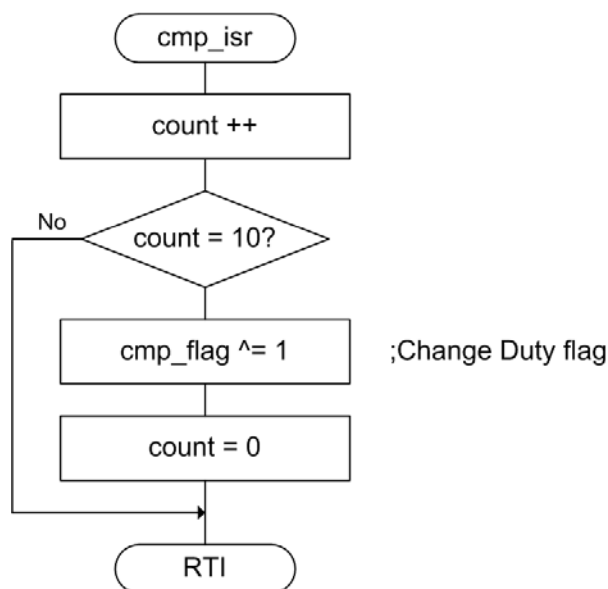 cmp_isr
count ++
No
count = 10?
cmp_flag ^= 1
;Change Duty flag
count = 0
RTI